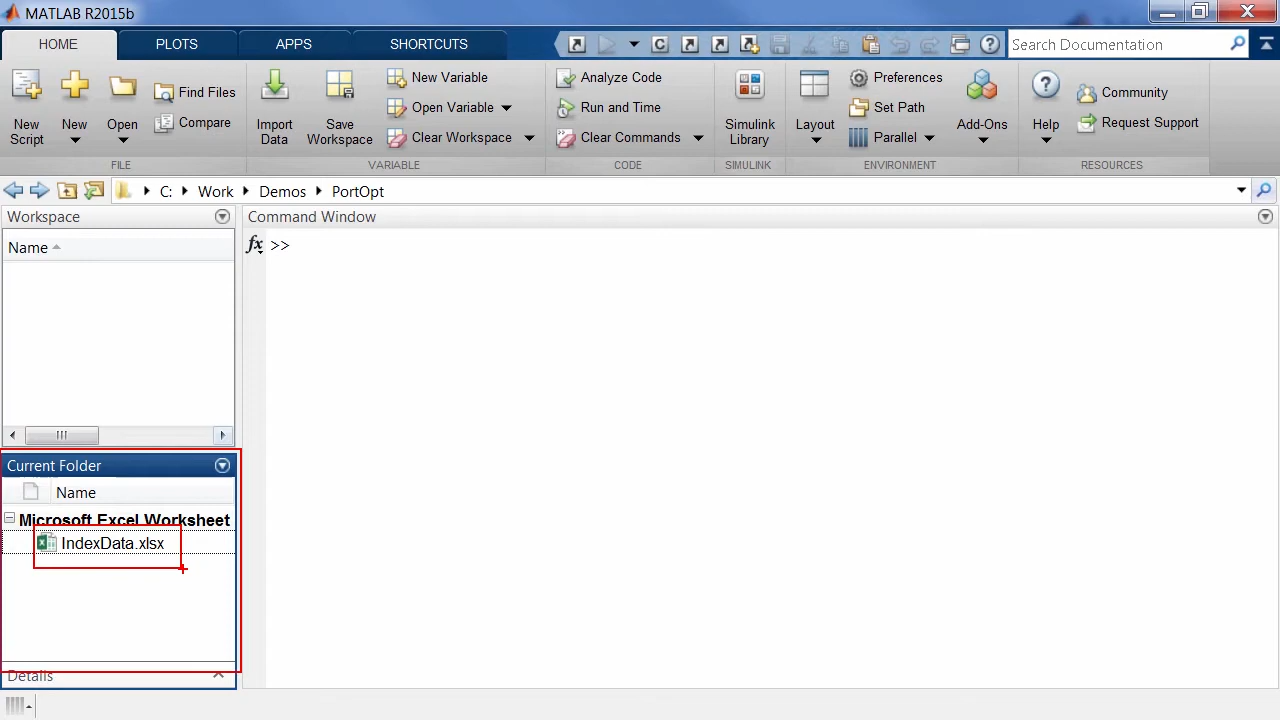 MATLAB R2015b
HOME PLOTS APPS SHORTCUTS Search Documentation
New Script
New
Open
Find Files
Compare
FILE
Import Data
Save Workspace
New Variable
Open Variable
Clear Workspace
VARIABLE
Analyze Code
Run and Time
Clear Commands
CODE
Simulink Library
SIMULINK
Layout
Preferences
Set Path
Parallel
Add-Ons
ENVIRONMENT
Help
Community
Request Support
RESOURCES
C: Work Demos PortOpt
Workspace
Name
Command Window
fx >>
Current Folder
Name
Microsoft Excel Worksheet
IndexData.xlsx
Details